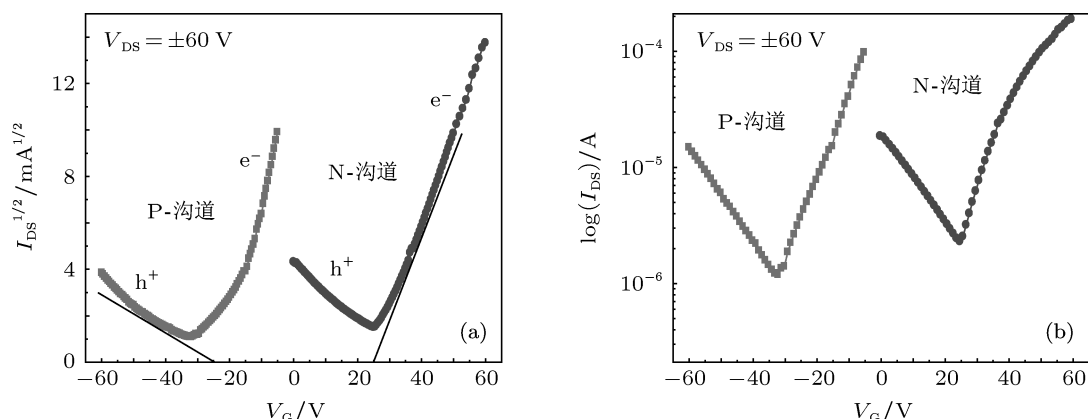 V_DS = ±60 V
12
8
4
0
I_DS^1/2/mA^1/2
e⁻
e⁻
N-沟道
P-沟道
h⁺
h⁺
(a)
−60 −40 −20 0 20 40 60
V_G/V
V_DS = ±60 V
10⁻⁴
10⁻⁵
10⁻⁶
log(I_DS)/A
N-沟道
P-沟道
(b)
−60 −40 −20 0 20 40 60
V_G/V